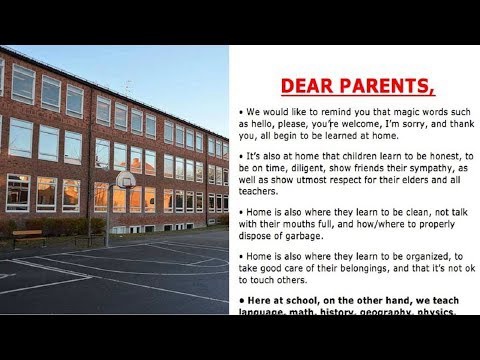 DEAR PARENTS,
• We would like to remind you that magic words such
as hello, please, you're welcome, I'm sorry, and thank
you, all begin to be learned at home.
• It's also at home that children learn to be honest, to
be on time, diligent, show friends their sympathy, as
well as show utmost respect for their elders and all
teachers.
• Home is also where they learn to be clean, not talk
with their mouths full, and how/where to properly
dispose of garbage.
• Home is also where they learn to be organized, to
take good care of their belongings, and that it's not ok
to touch others.
• Here at school, on the other hand, we teach
language, math, history, geography, physics,